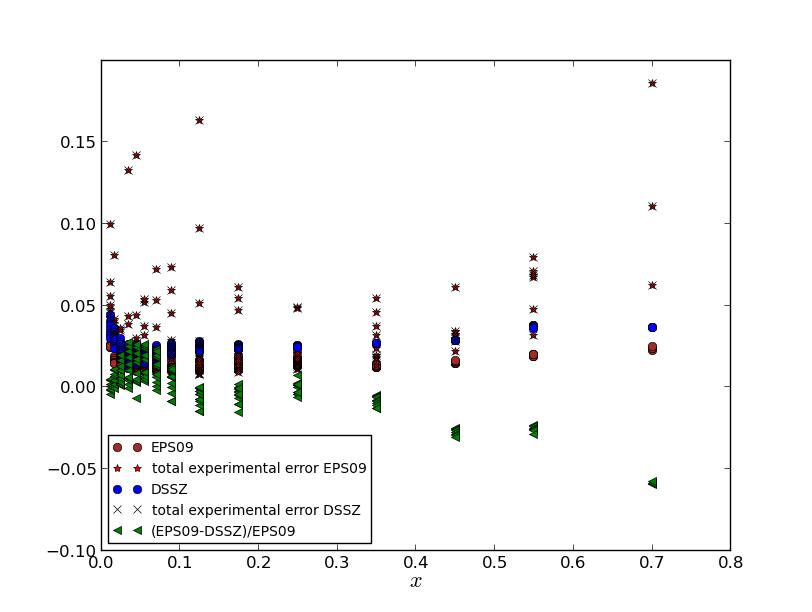 0.15
0.10
0.05
0.00
−0.05
−0.10
EPS09
total experimental error EPS09
DSSZ
total experimental error DSSZ
(EPS09-DSSZ)/EPS09
0.0 0.1 0.2 0.3 0.4 0.5 0.6 0.7 0.8
x